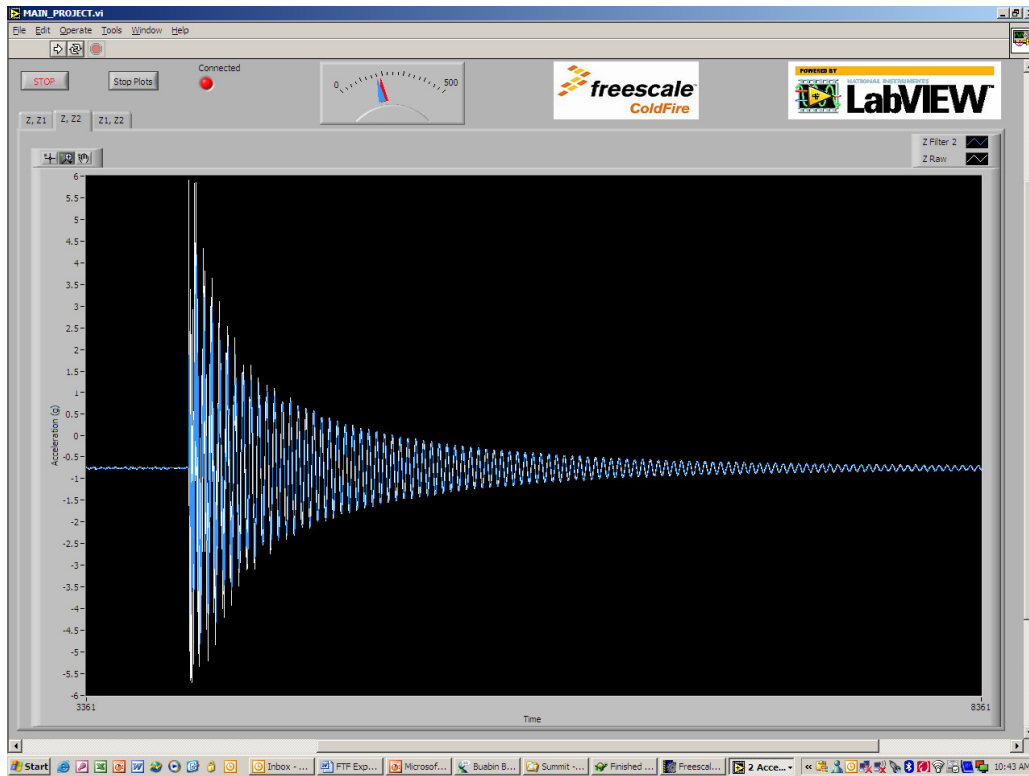 MAIN_PROJECT.vi
File Edit Operate Tools Window Help
STOP
Stop Plots
Connected
0
500
freescale
ColdFire
POWERED BY
NATIONAL INSTRUMENTS
LabVIEW™
Z, Z1
Z, Z2
Z1, Z2
Z Filter 2
Z Raw
6
5.5
5
4.5
4
3.5
3
2.5
2
1.5
1
0.5
0
-0.5
-1
-1.5
-2
-2.5
-3
-3.5
-4
-4.5
-5
-5.5
-6
Acceleration (g)
3361
8361
Time
Start
Inbox - ...
FTF Exp...
Microsof...
Buabin B...
Summit -...
Finished ...
Freescal...
2 Acce...
10:43 AM